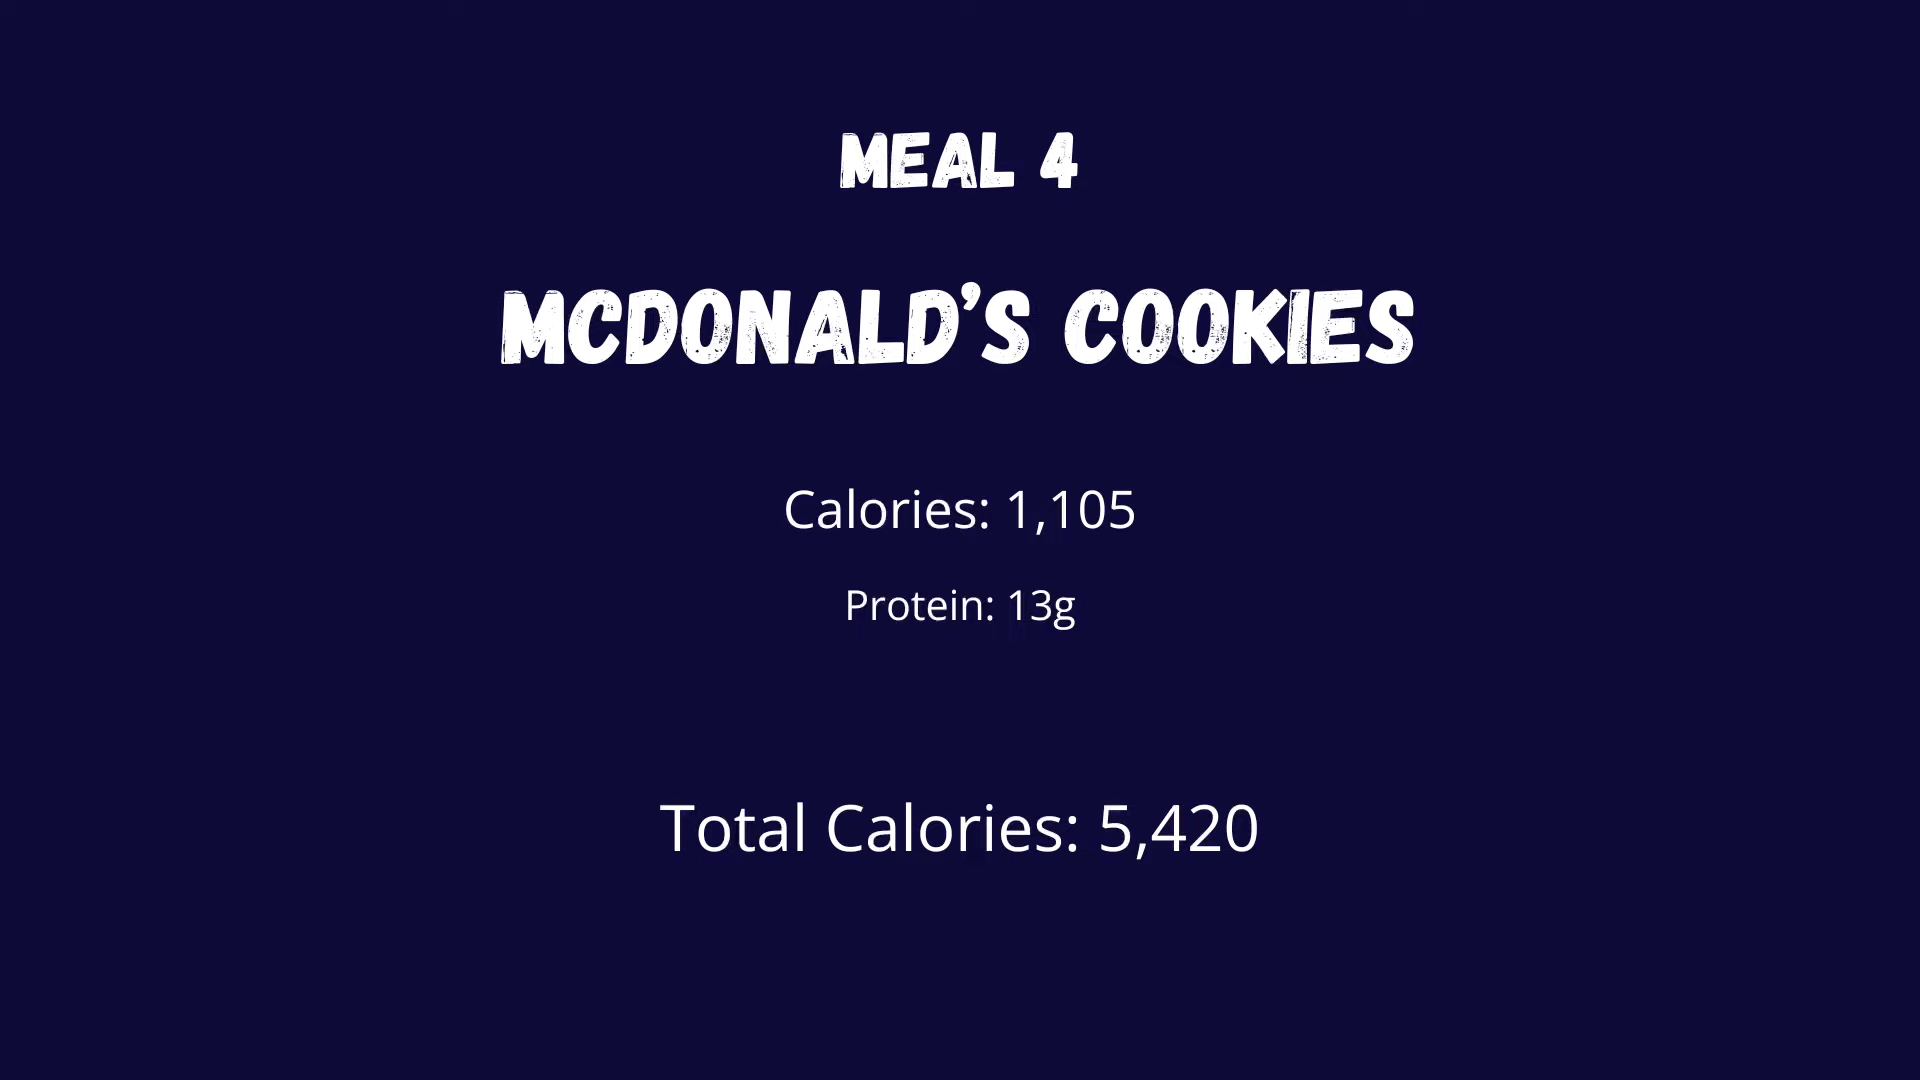 MEAL 4
MCDONALD’S COOKIES
Calories: 1,105
Protein: 13g
Total Calories: 5,420